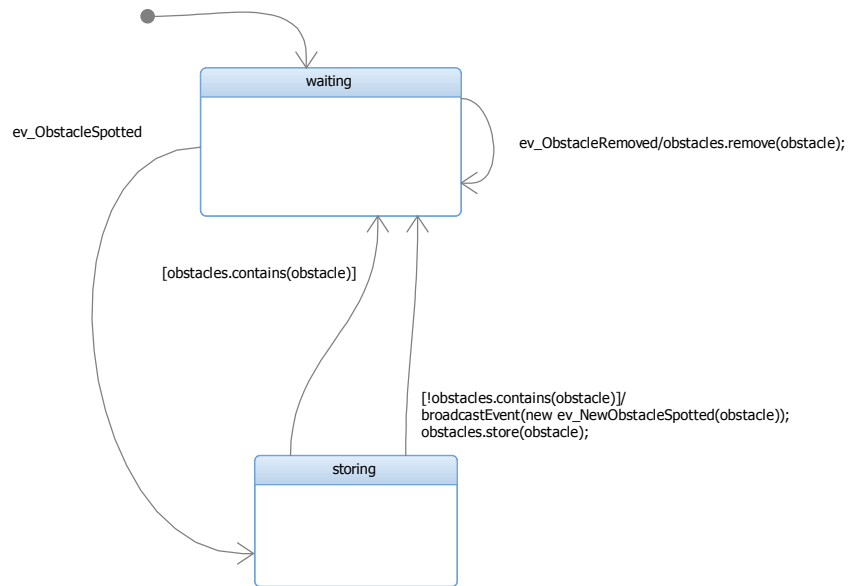 waiting
ev_ObstacleSpotted
ev_ObstacleRemoved/obstacles.remove(obstacle);
[obstacles.contains(obstacle)]
[!obstacles.contains(obstacle)]/
broadcastEvent(new ev_NewObstacleSpotted(obstacle));
obstacles.store(obstacle);
storing